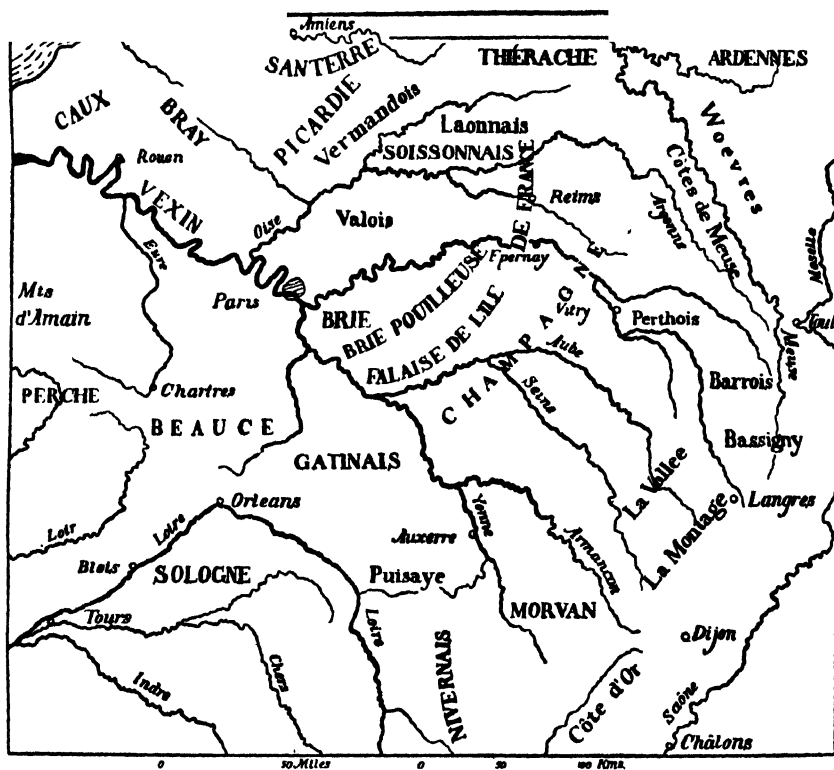 Amiens
SANTERRE
THIÉRACHE
ARDENNES
CAUX
BRAY
PICARDIE
Vermandois
Laonnais
SOISSONNAIS
Woevres
Côtes de Meuse
Rouen
VEXIN
Oise
Valois
DE FRANCE
Reims
Argonne
Moselle
Eure
Epernay
Mts
d'Amain
Paris
BRIE
BRIE POUILLEUSE
FALAISE DE L'ILE
CHAMPAGNE
Vitry
Perthois
Toul
Meuse
Aube
PERCHE
Chartres
BEAUCE
Seine
Barrois
Bassigny
GATINAIS
La Vallee
Langres
Orleans
Loir
Loire
Yonne
Auxerre
Armancon
La Montage
Blois
SOLOGNE
Puisaye
MORVAN
Tours
Loire
Dijon
Indre
Chers
NIVERNAIS
Côte d'Or
Saône
Châlons
0 50 Miles 0 50 100 Kms.